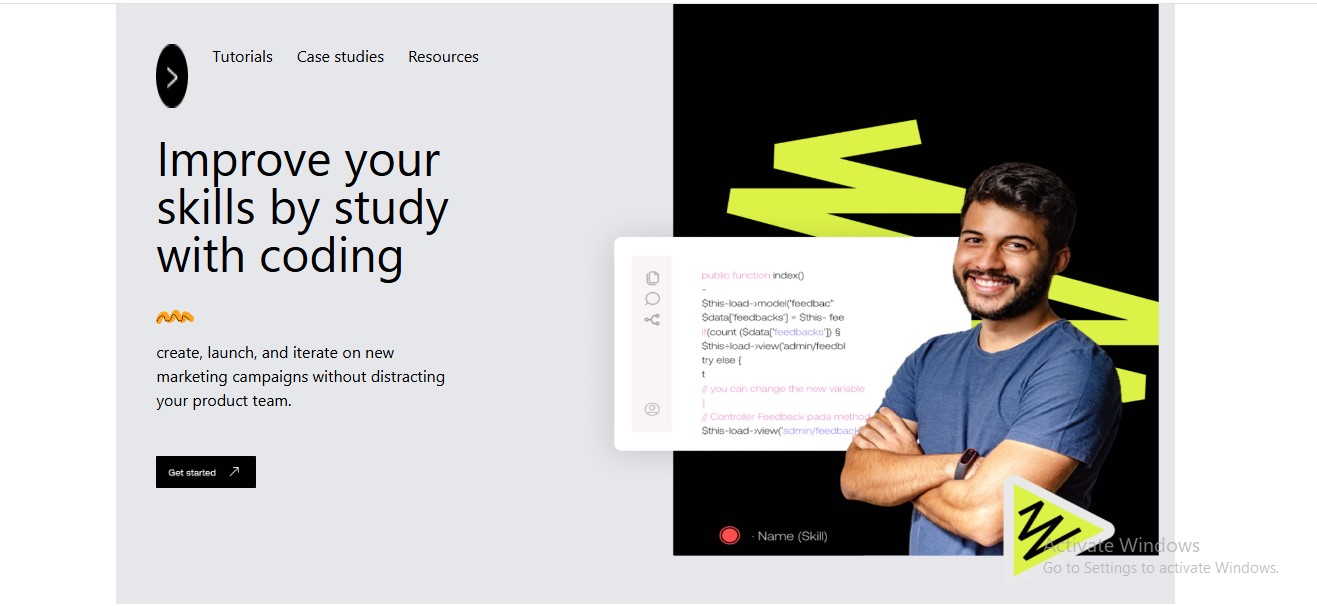 Tutorials Case studies Resources
Improve your
skills by study
with coding
create, launch, and iterate on new
marketing campaigns without distracting
your product team.
Get started
public function index()
~
$this-load->model('feedbac"
$data['feedbacks'] = $this- fee
if(count ($data['feedbacks']) §
$this+load->view('admin/feedbl
try else {
t
// you can change the new variable
}
// Controller Feedback pada method
$this-load->view('admin/feedback
· Name (Skill)
W
Activate Windows
Go to Settings to activate Windows.